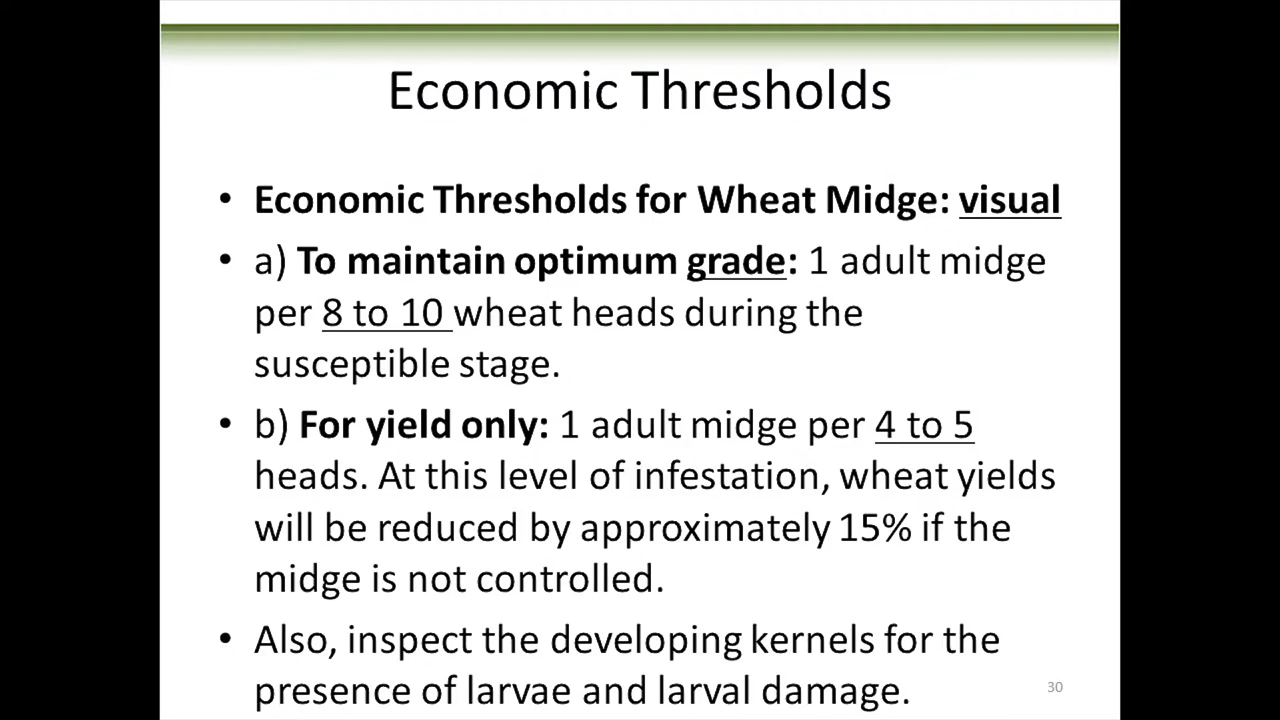 Economic Thresholds
• Economic Thresholds for Wheat Midge: visual
• a) To maintain optimum grade: 1 adult midge
per 8 to 10 wheat heads during the
susceptible stage.
• b) For yield only: 1 adult midge per 4 to 5
heads. At this level of infestation, wheat yields
will be reduced by approximately 15% if the
midge is not controlled.
• Also, inspect the developing kernels for the
presence of larvae and larval damage.
30